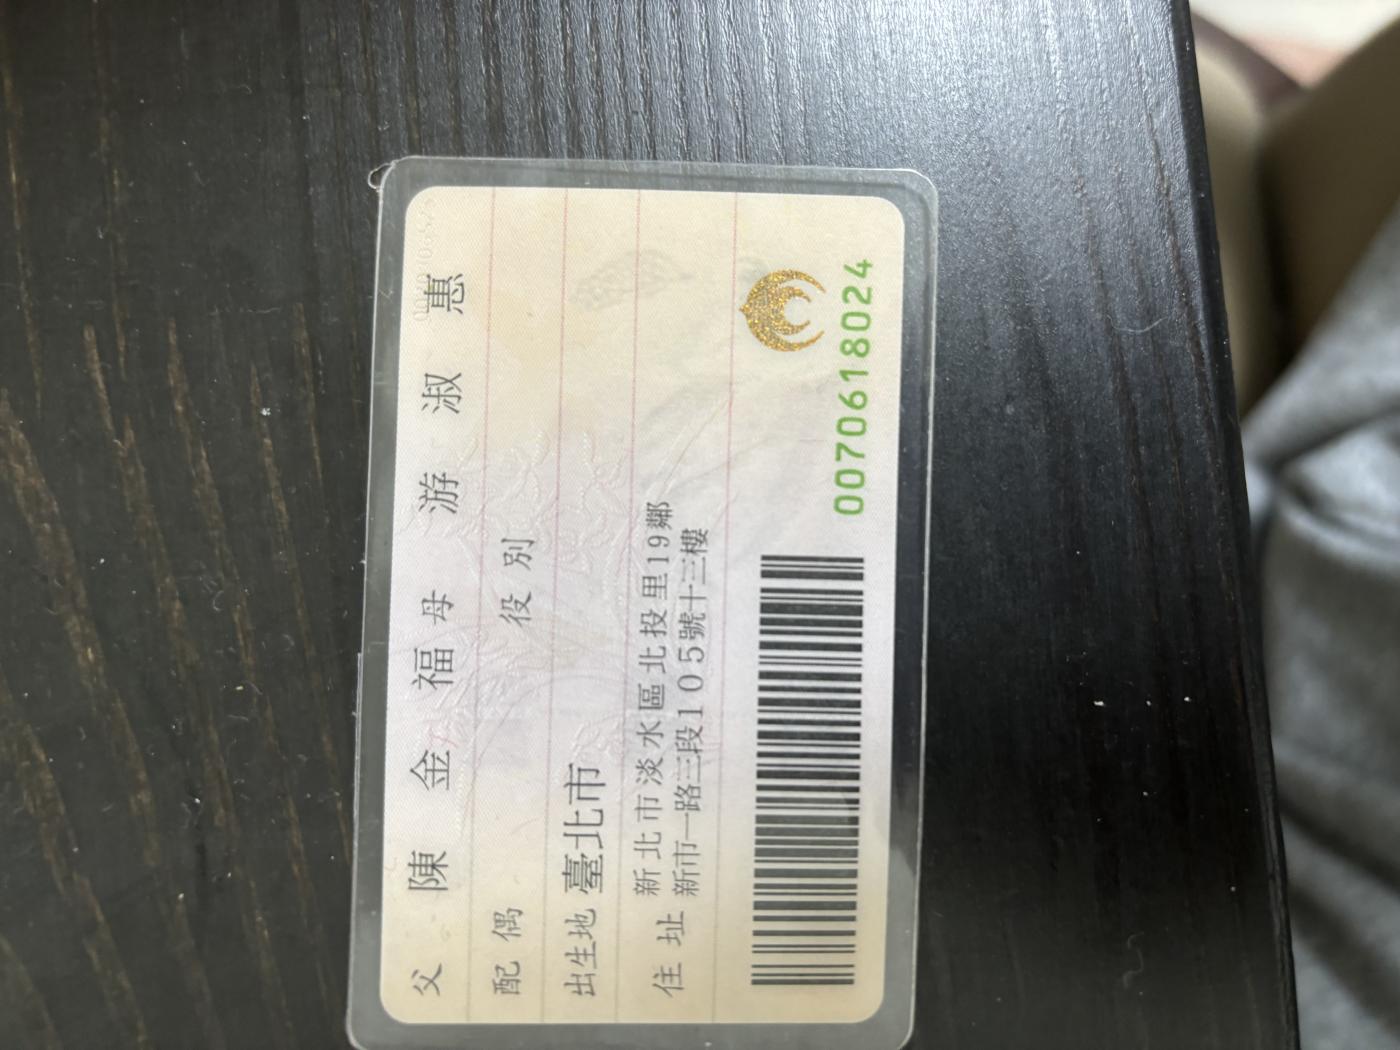 父 陳金福 母 游淑惠
配偶 役別
出生地 臺北市
住址 新北市淡水區北投里19鄰
新市一路三段105號十三樓
0070618024